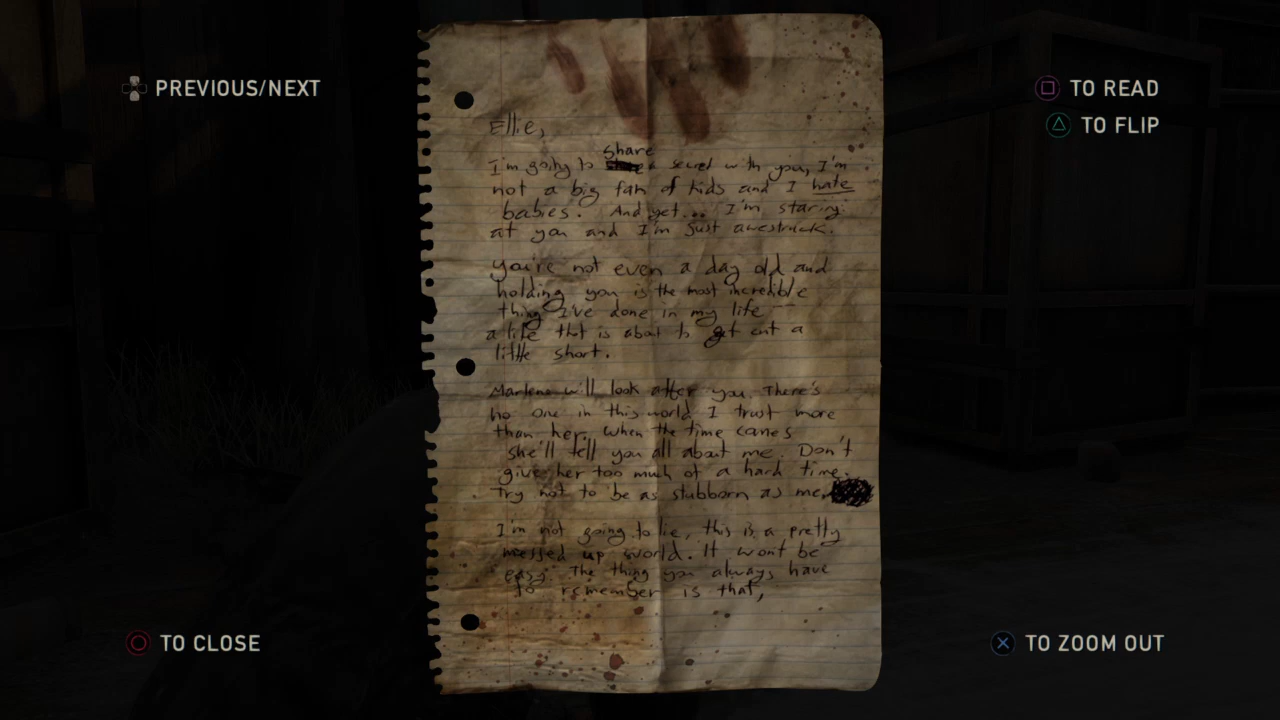 PREVIOUS/NEXT
TO READ
TO FLIP
Ellie,
share
I'm going to a secret with you, I'm
not a big fan of kids and I hate
babies. And yet... I'm staring
at you and I'm just awestruck.
You're not even a day old and
holding you is the most incredible
thing I've done in my life
a life that is about to get cut a
little short.
Marlene will look after you. There's
no one in this world I trust more
than her. When the time comes
she'll tell you all about me. Don't
give her too much of a hard time.
Try not to be as stubborn as me.
I'm not going to lie, this is a pretty
messed up world. It wont be
easy. The thing you always have
to remember is that,
TO CLOSE
TO ZOOM OUT